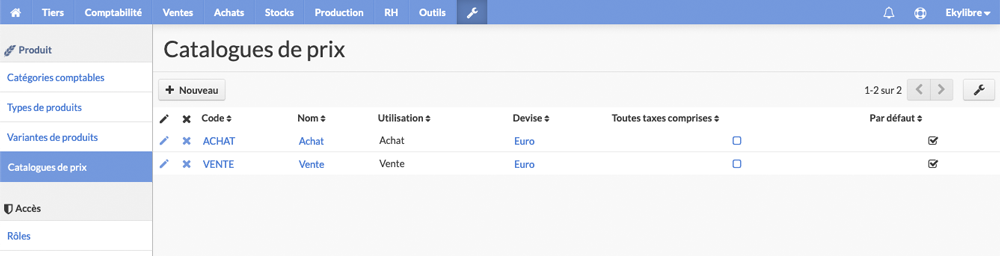 Tiers Comptabilité Ventes Achats Stocks Production RH Outils Ekylibre
Produit
Catégories comptables
Types de produits
Variantes de produits
Catalogues de prix
Accès
Rôles
Catalogues de prix
Nouveau 1-2 sur 2
Code Nom Utilisation Devise Toutes taxes comprises Par défaut
ACHAT Achat Achat Euro
VENTE Vente Vente Euro